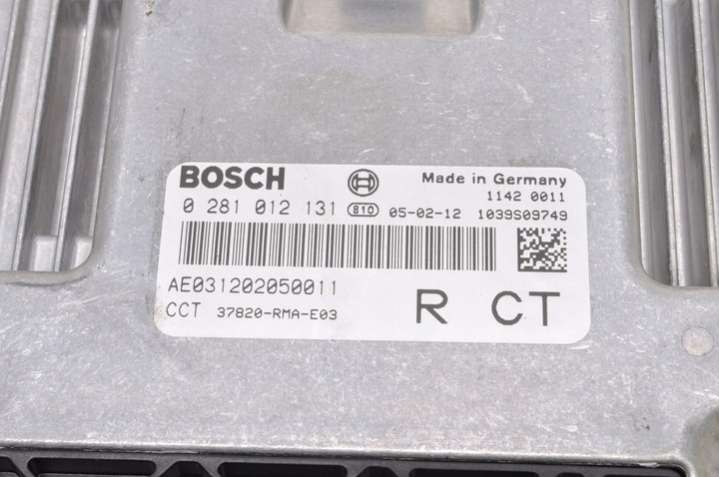 BOSCH Made in Germany
1142 0011
0 281 012 131 810 05-02-12 1039S09749
AE031202050011
CCT 37820-RMA-E03
R CT